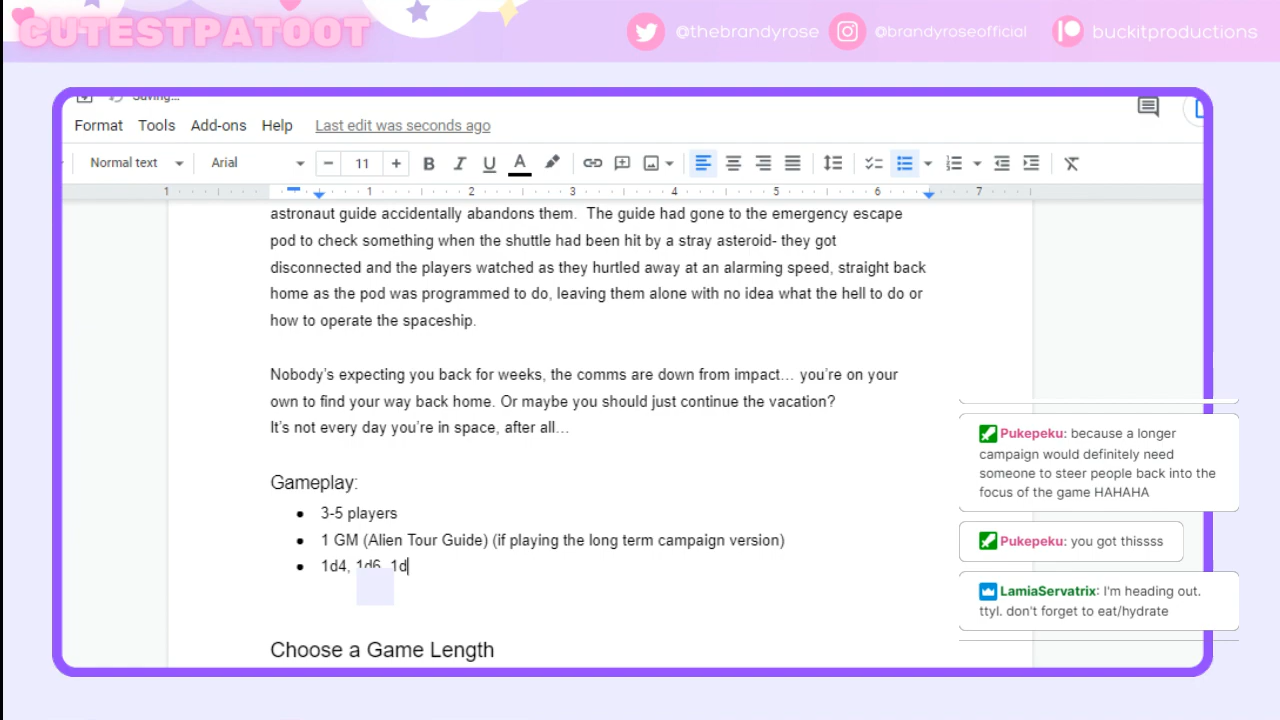 CUTESTPATOOT
@thebrandyrose
@brandyroseofficial
buckitproductions
Saving...
Format Tools Add-ons Help Last edit was seconds ago
Normal text Arial − 11 + B I U A
1 1 2 3 4 5 6 7
astronaut guide accidentally abandons them. The guide had gone to the emergency escape
pod to check something when the shuttle had been hit by a stray asteroid- they got
disconnected and the players watched as they hurtled away at an alarming speed, straight back
home as the pod was programmed to do, leaving them alone with no idea what the hell to do or
how to operate the spaceship.
Nobody's expecting you back for weeks, the comms are down from impact… you're on your
own to find your way back home. Or maybe you should just continue the vacation?
It's not every day you're in space, after all…
Gameplay:
● 3-5 players
● 1 GM (Alien Tour Guide) (if playing the long term campaign version)
● 1d4, 1d6, 1d
Choose a Game Length
Pukepeku: because a longer
campaign would definitely need
someone to steer people back into the
focus of the game HAHAHA
Pukepeku: you got thissss
LamiaServatrix: I'm heading out.
ttyl. don't forget to eat/hydrate